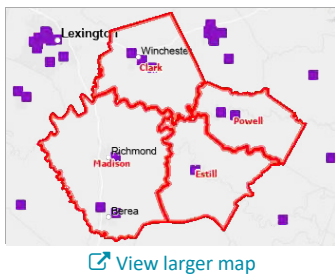 Lexington
Winchester
Clark
Powell
Richmond
Madison
Estill
Berea
View larger map